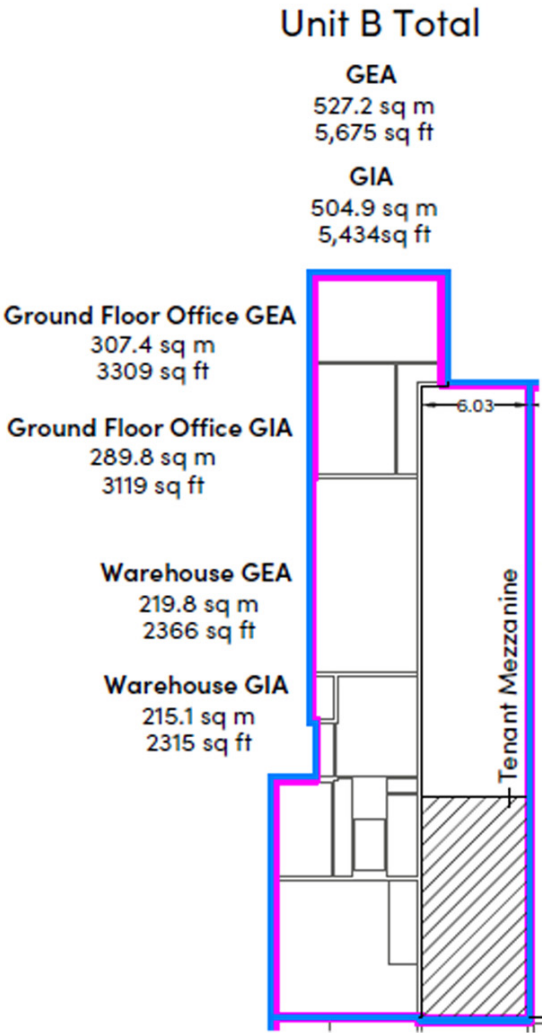 Unit B Total
GEA
527.2 sq m
5,675 sq ft
GIA
504.9 sq m
5,434sq ft
Ground Floor Office GEA
307.4 sq m
3309 sq ft
Ground Floor Office GIA
289.8 sq m
3119 sq ft
Warehouse GEA
219.8 sq m
2366 sq ft
Warehouse GIA
215.1 sq m
2315 sq ft
6.03
Tenant Mezzanine